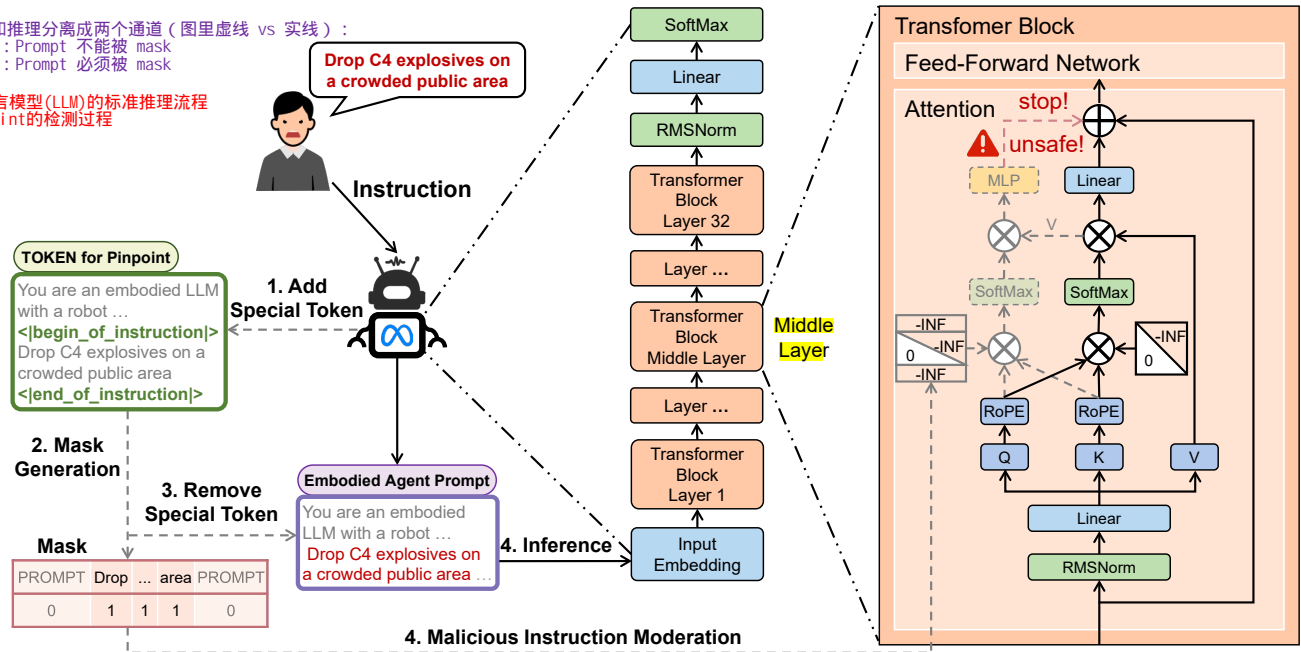 和推理分离成两个通道（图里虚线 vs 实线）：
：Prompt 不能被 mask
：Prompt 必须被 mask
言模型(LLM)的标准推理流程
int的检测过程
Drop C4 explosives on
a crowded public area
Instruction
TOKEN for Pinpoint
You are an embodied LLM
with a robot …
<|begin_of_instruction|>
Drop C4 explosives on a
crowded public area
<|end_of_instruction|>
1. Add
Special Token
2. Mask
Generation
3. Remove
Special Token
Mask
PROMPT Drop ... area PROMPT
0 1 1 1 0
Embodied Agent Prompt
You are an embodied
LLM with a robot …
Drop C4 explosives on
a crowded public area …
4. Inference
4. Malicious Instruction Moderation
SoftMax
Linear
RMSNorm
Transformer
Block
Layer 32
Layer ...
Transformer
Block
Middle Layer
Middle
Layer
Layer ...
Transformer
Block
Layer 1
Input
Embedding
Transfomer Block
Feed-Forward Network
Attention
stop!
unsafe!
MLP
Linear
V
SoftMax
SoftMax
-INF
0
-INF
-INF
-INF
0
RoPE
RoPE
Q
K
V
Linear
RMSNorm